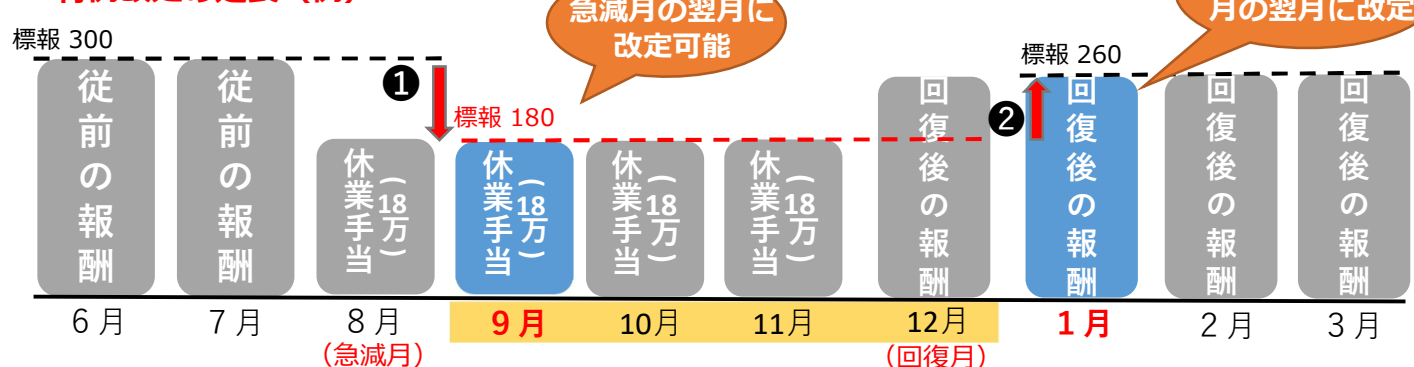 急減月の翌月に
改定可能
月の翌月に改定
標報 300
標報 260
標報 180
❶
❷
従前の報酬
従前の報酬
休業手当
(18万)
休業手当
(18万)
休業手当
(18万)
休業手当
(18万)
回復後の報酬
回復後の報酬
回復後の報酬
回復後の報酬
6 月
7 月
8 月
9 月
10月
11月
12月
1 月
2 月
3 月
(急減月)
(回復月)